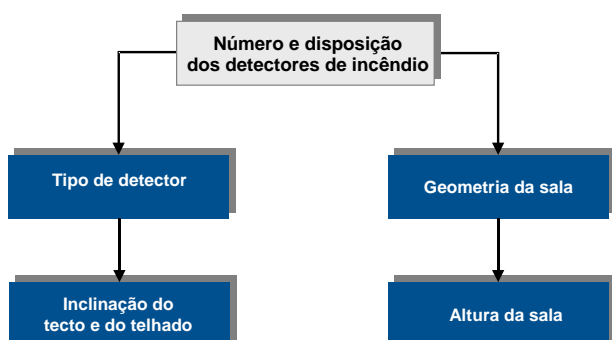 Número e disposição
dos detectores de incêndio
Tipo de detector
Geometria da sala
Inclinação do
tecto e do telhado
Altura da sala